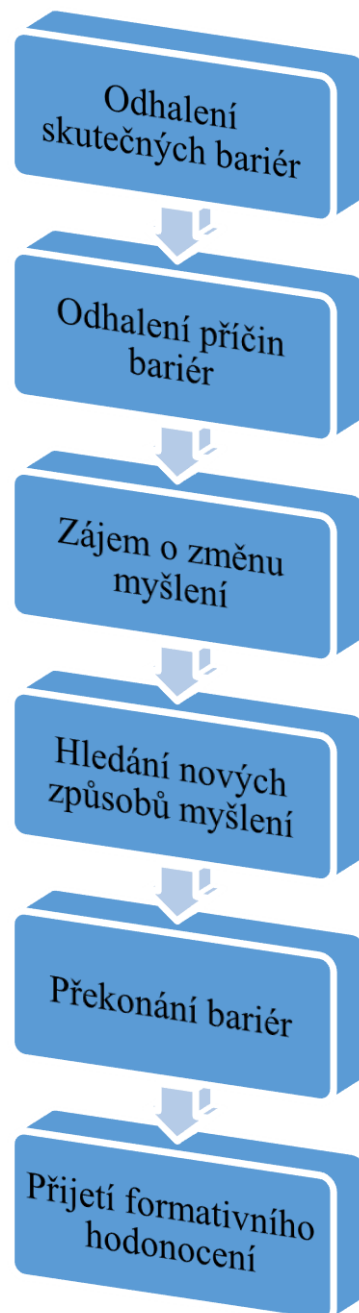 Odhalení
skutečných bariér
Odhalení příčin
bariér
Zájem o změnu
myšlení
Hledání nových
způsobů myšlení
Překonání bariér
Přijetí formativního
hodonocení